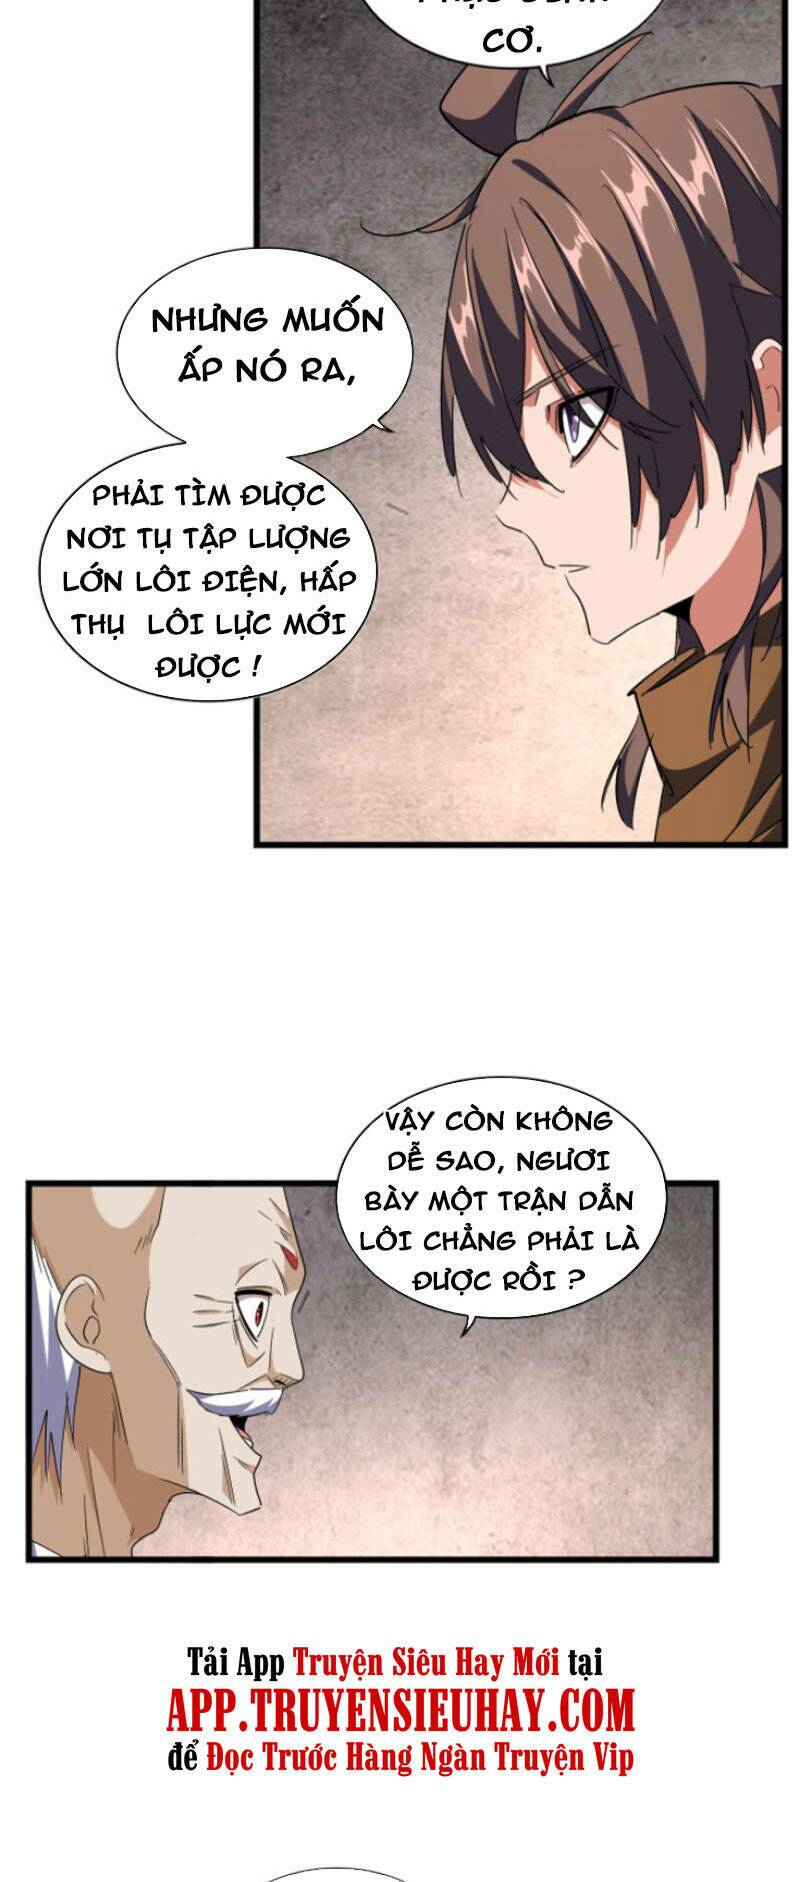 CƠ.
NHƯNG MUỐN
ẤP NÓ RA,
PHẢI TÌM ĐƯỢC
NƠI TỤ TẬP LƯỢNG
LỚN LÔI ĐIỆN, HẤP
THỤ LÔI LỰC MỚI
ĐƯỢC !
VẬY CÒN KHÔNG
DỄ SAO, NGƯƠI
BÀY MỘT TRẬN DẪN
LÔI CHẲNG PHẢI LÀ
ĐƯỢC RỒI ?
Tải App Truyện Siêu Hay Mới tại
APP.TRUYENSIEUHAY.COM
để Đọc Trước Hàng Ngàn Truyện Vip